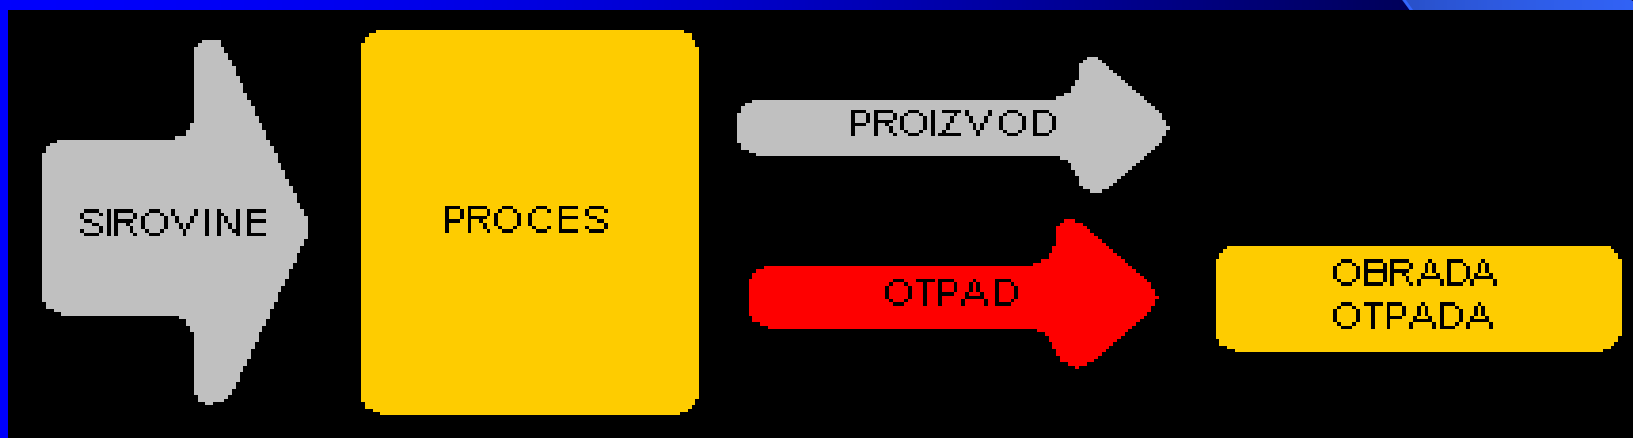 SIROVINE
PROCES
PROIZVOD
OTPAD
OBRADA
OTPADA